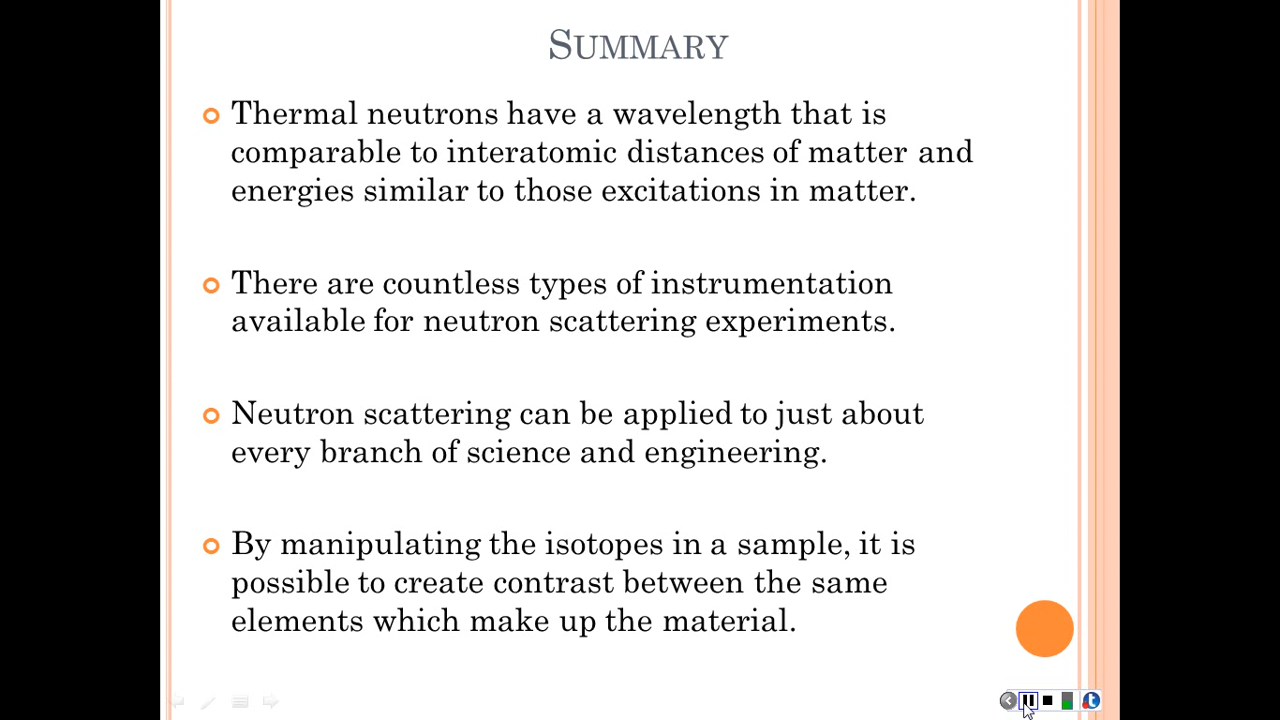 SUMMARY
Thermal neutrons have a wavelength that is
comparable to interatomic distances of matter and
energies similar to those excitations in matter.
There are countless types of instrumentation
available for neutron scattering experiments.
Neutron scattering can be applied to just about
every branch of science and engineering.
By manipulating the isotopes in a sample, it is
possible to create contrast between the same
elements which make up the material.